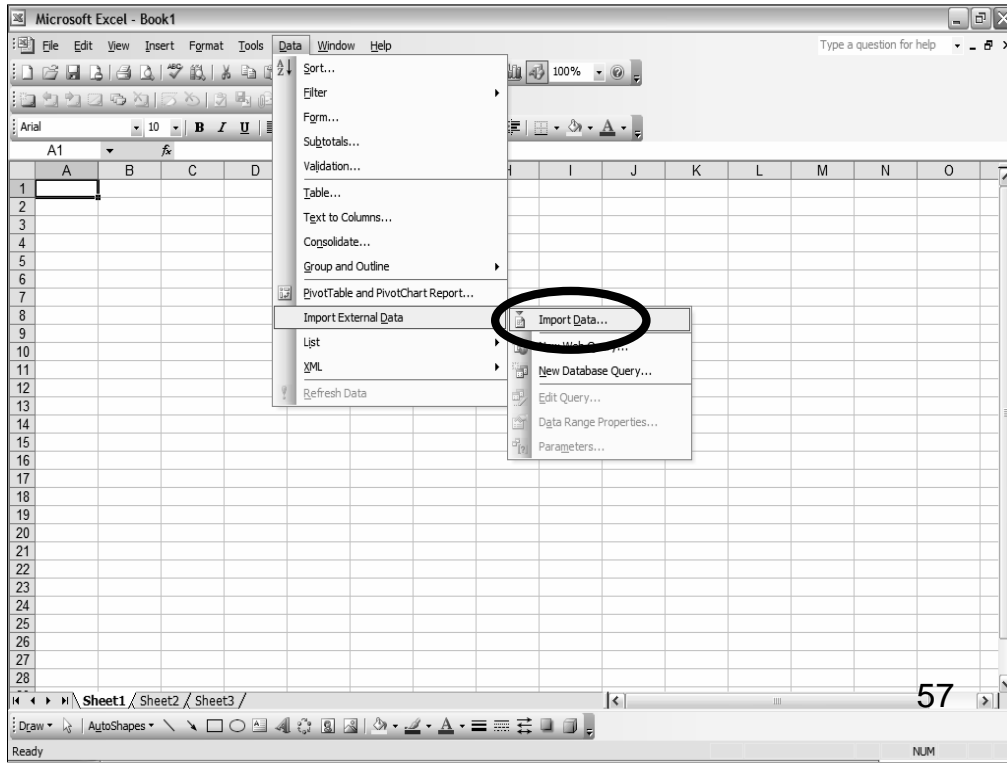 Microsoft Excel - Book1
File Edit View Insert Format Tools Data Window Help Type a question for help
100%
Arial 10 B I U A
A1 fx
A B C D H I J K L M N O
Sort...
Filter
Form...
Subtotals...
Validation...
Table...
Text to Columns...
Consolidate...
Group and Outline
PivotTable and PivotChart Report...
Import External Data
List
XML
Refresh Data
Import Data...
New Web Query...
New Database Query...
Edit Query...
Data Range Properties...
Parameters...
1
2
3
4
5
6
7
8
9
10
11
12
13
14
15
16
17
18
19
20
21
22
23
24
25
26
27
28
Sheet1 Sheet2 Sheet3
57
Draw AutoShapes A
Ready NUM